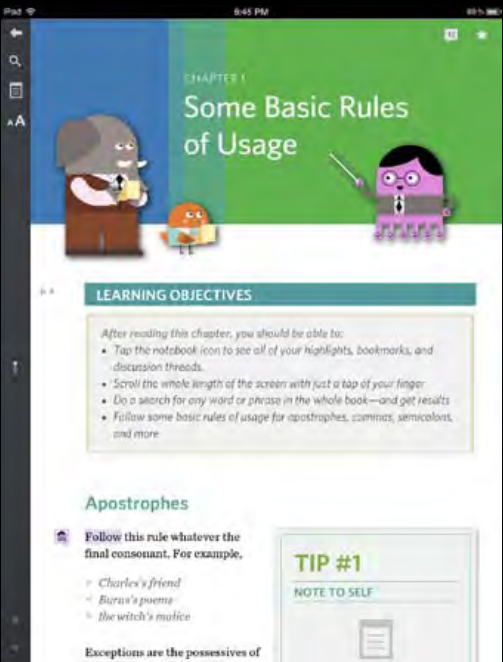 iPad
6:45 PM
CHAPTER 1
Some Basic Rules
of Usage
AA
LEARNING OBJECTIVES
After reading this chapter, you should be able to:
• Tap the notebook icon to see all of your highlights, bookmarks, and
discussion threads.
• Scroll the whole length of the screen with just a tap of your finger
• Do a search for any word or phrase in the whole book—and get results
• Follow some basic rules of usage for apostrophes, commas, semicolons,
and more
Apostrophes
Follow this rule whatever the
final consonant. For example,
Charles's friend
Burns's poems
the witch's malice
Exceptions are the possessives of
TIP #1
NOTE TO SELF